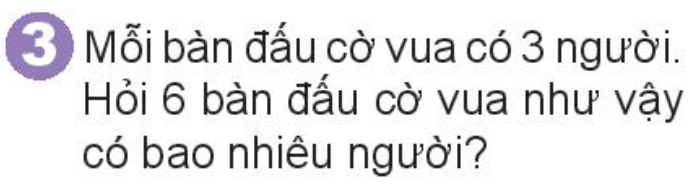 3 Mỗi bàn đấu cờ vua có 3 người.
Hỏi 6 bàn đấu cờ vua như vậy
có bao nhiêu người?